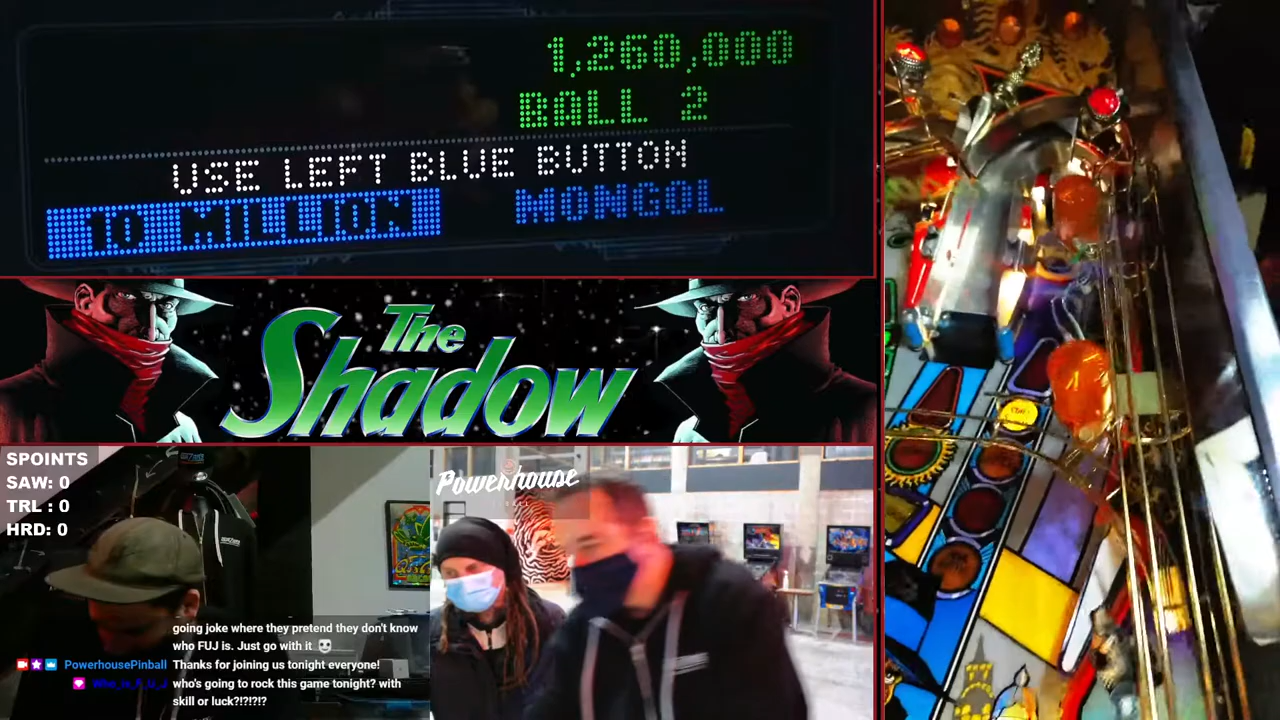 1,260,000
BALL 2
USE LEFT BLUE BUTTON
10 MILLION MONGOL
The
Shadow
SPOINTS
SAW: 0
TRL : 0
HRD: 0
Powerhouse
going joke where they pretend they don't know
who FUJ is. Just go with it
PowerhousePinball Thanks for joining us tonight everyone!
who's going to rock this game tonight? with
skill or luck?!?!?!?